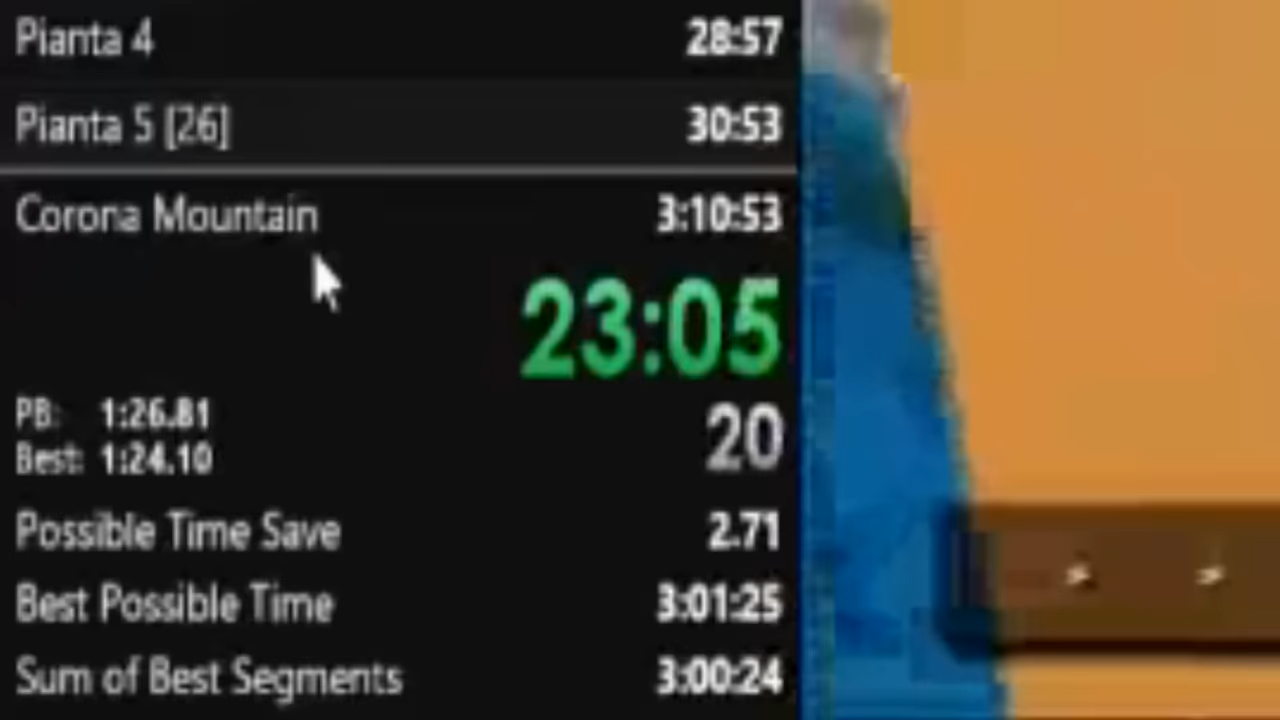 Pianta 4 28:57
Pianta 5 [26] 30:53
Corona Mountain 3:10:53
23:05
PB: 1:26.81
20
Best: 1:24.10
Possible Time Save 2.71
Best Possible Time 3:01:25
Sum of Best Segments 3:00:24